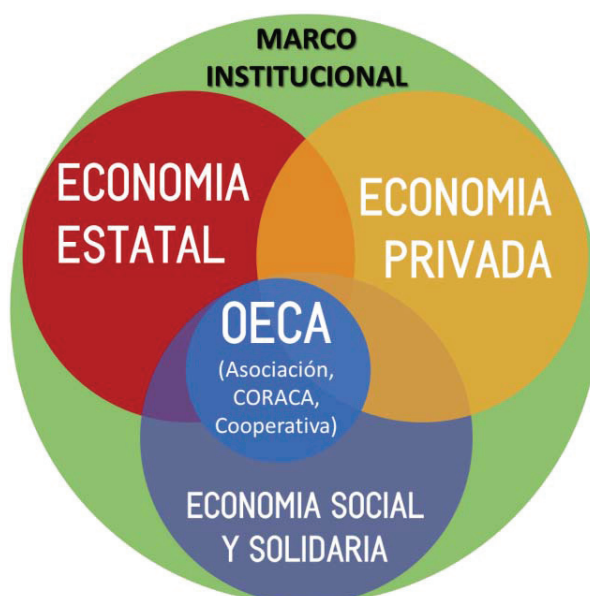 MARCO
INSTITUCIONAL
ECONOMIA
ESTATAL
ECONOMIA
PRIVADA
OECA
(Asociación,
CORACA,
Cooperativa)
ECONOMIA SOCIAL
Y SOLIDARIA